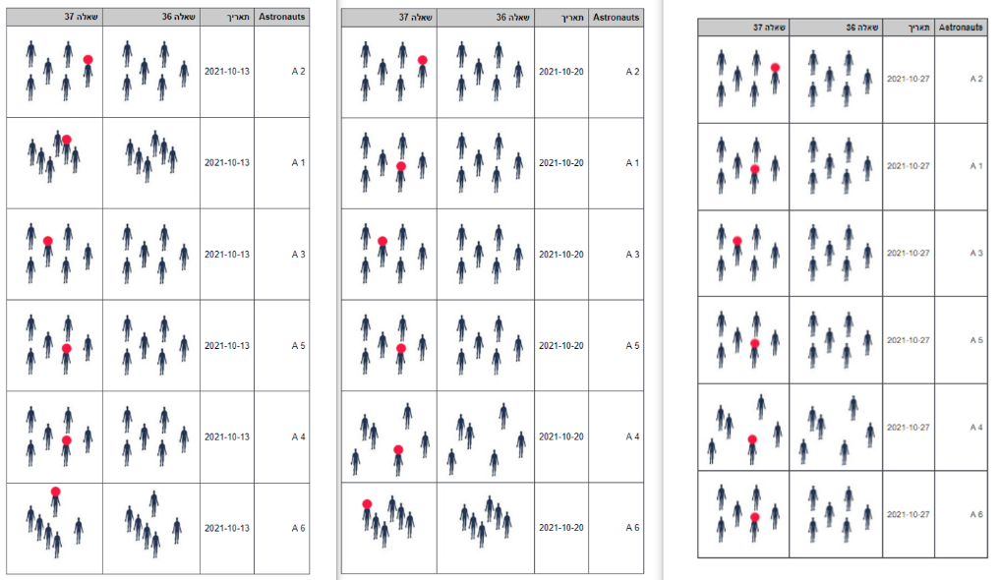 שאלה 37 שאלה 36 תאריך Astronauts
2021-10-13 A 2
2021-10-13 A 1
2021-10-13 A 3
2021-10-13 A 5
2021-10-13 A 4
2021-10-13 A 6
שאלה 37 שאלה 36 תאריך Astronauts
2021-10-20 A 2
2021-10-20 A 1
2021-10-20 A 3
2021-10-20 A 5
2021-10-20 A 4
2021-10-20 A 6
שאלה 37 שאלה 36 תאריך Astronauts
2021-10-27 A 2
2021-10-27 A 1
2021-10-27 A 3
2021-10-27 A 5
2021-10-27 A 4
2021-10-27 A 6